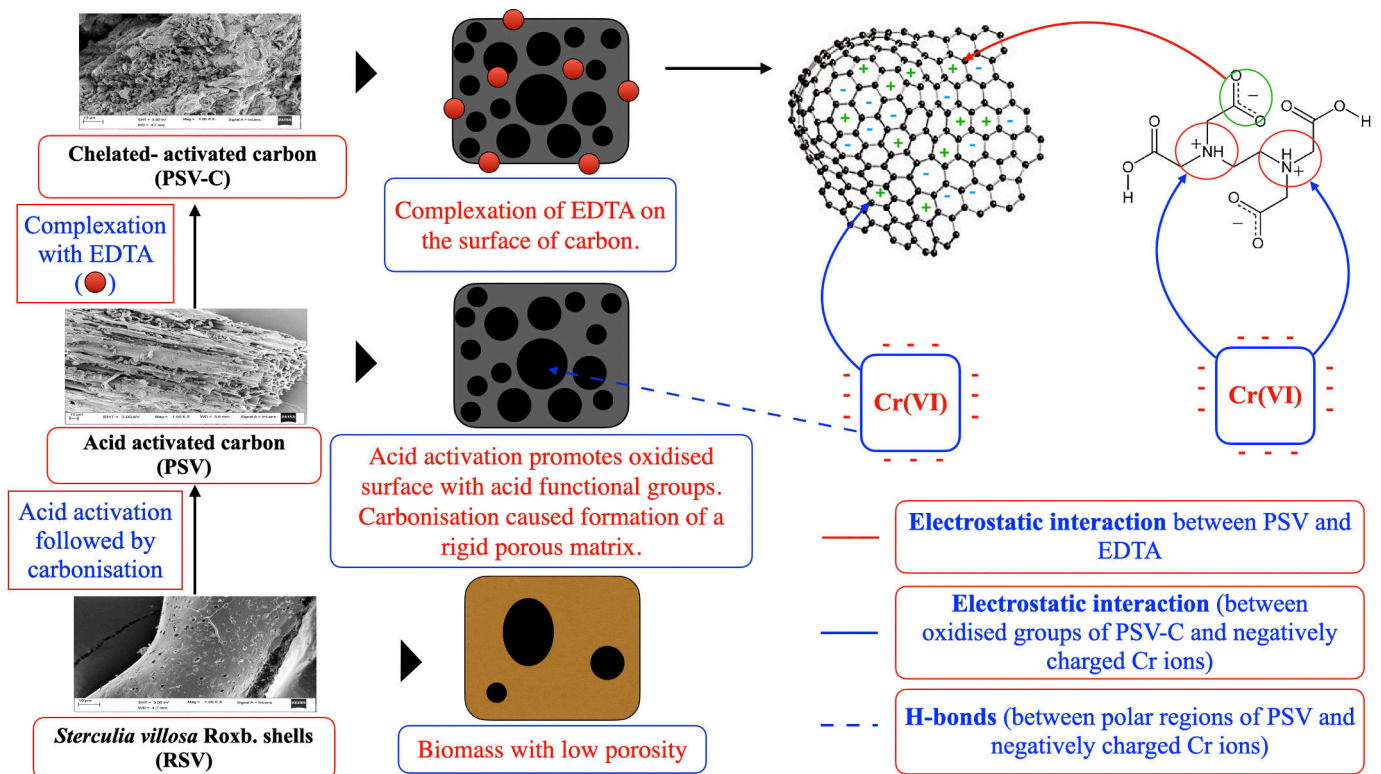 Chelated- activated carbon
(PSV-C)
Complexation
with EDTA
( )
Acid activated carbon
(PSV)
Acid activation
followed by
carbonisation
Sterculia villosa Roxb. shells
(RSV)
Complexation of EDTA on
the surface of carbon.
Acid activation promotes oxidised
surface with acid functional groups.
Carbonisation caused formation of a
rigid porous matrix.
Biomass with low porosity
O
O
O
O
H
O
O
H
NH
+
H
N
+
O
O
Cr(VI)
Cr(VI)
Electrostatic interaction between PSV and
EDTA
Electrostatic interaction (between
oxidised groups of PSV-C and negatively
charged Cr ions)
H-bonds (between polar regions of PSV and
negatively charged Cr ions)